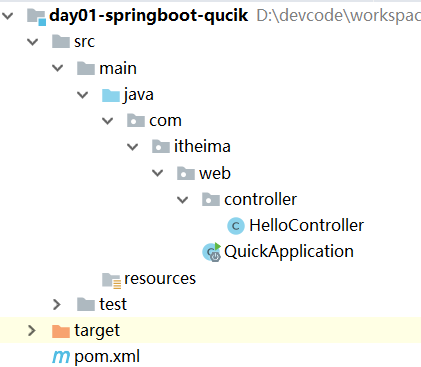 day01-springboot-qucik D:\devcode\workspac
src
main
java
com
itheima
web
controller
HelloController
QuickApplication
resources
test
target
pom.xml